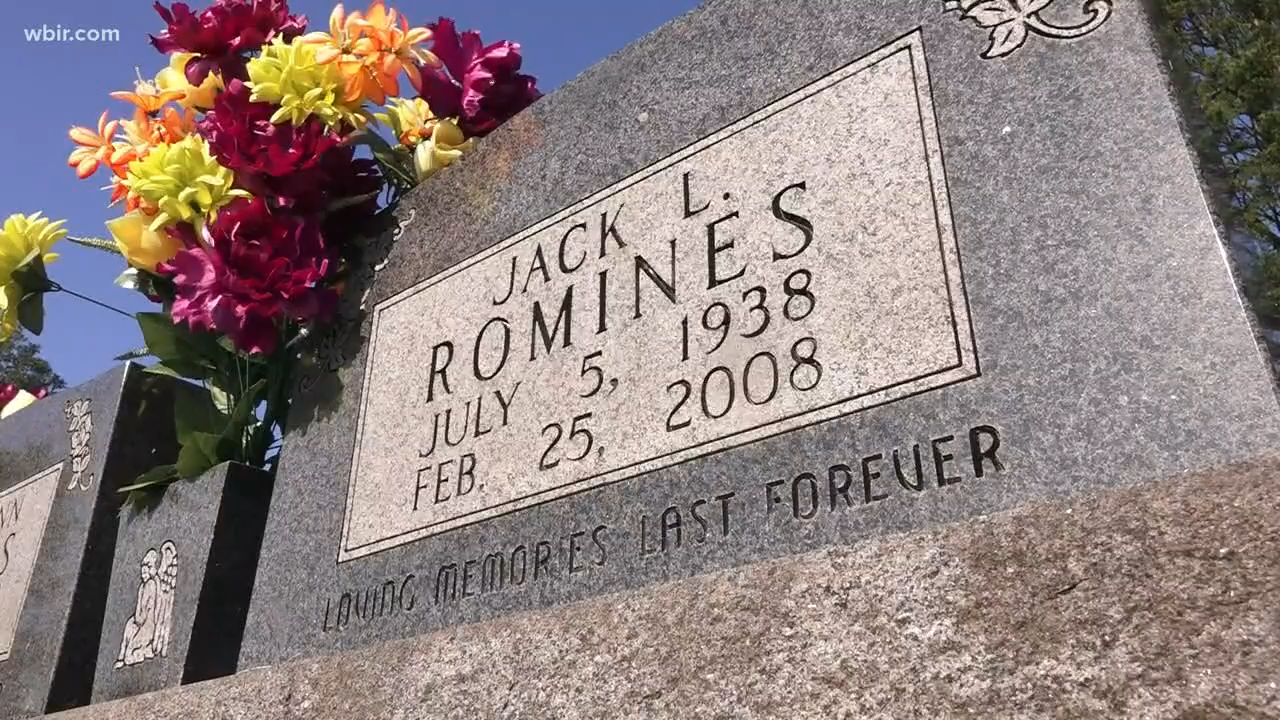 wbir.com
JACK L.
ROMINES
JULY 5, 1938
FEB. 25, 2008
LOVING MEMORIES LAST FOREVER